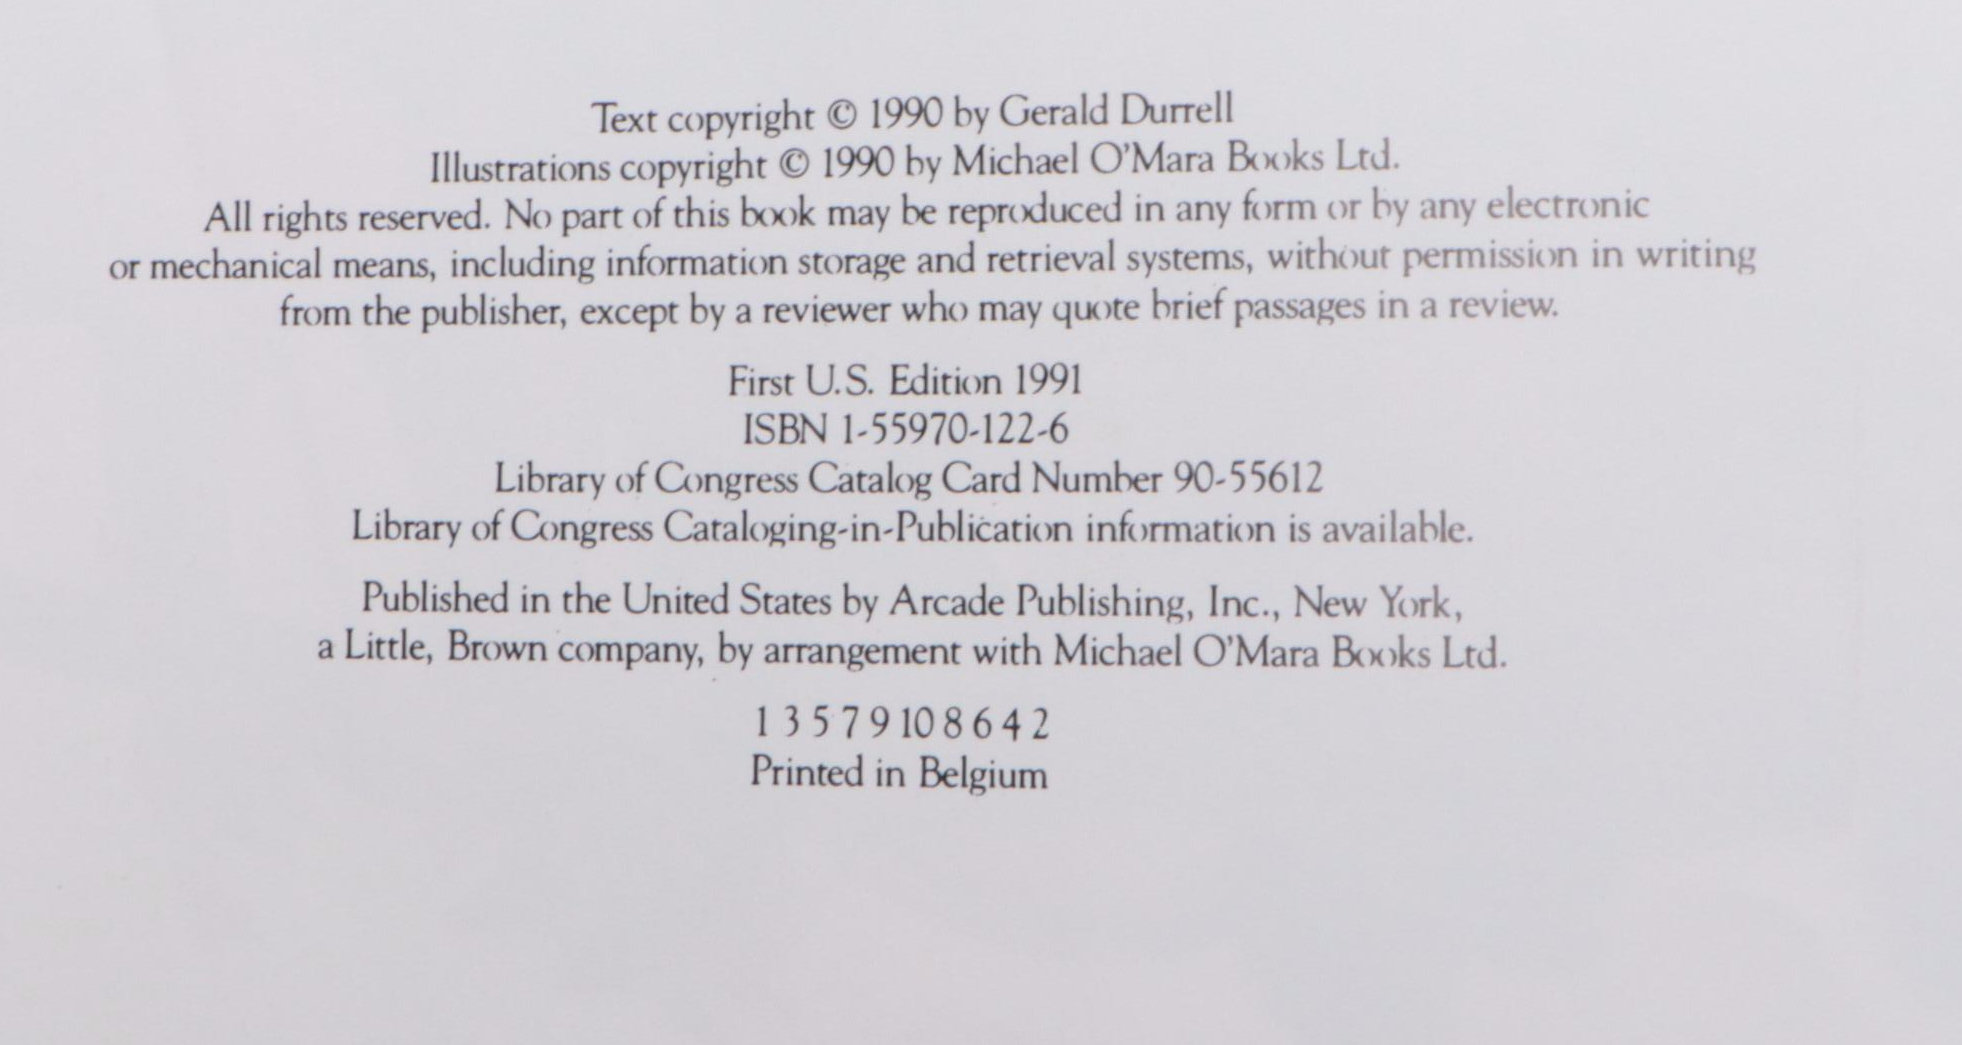 Text copyright © 1990 by Gerald Durrell
Illustrations copyright © 1990 by Michael O'Mara Books Ltd.
All rights reserved. No part of this book may be reproduced in any form or by any electronic
or mechanical means, including information storage and retrieval systems, without permission in writing
from the publisher, except by a reviewer who may quote brief passages in a review.
First U.S. Edition 1991
ISBN 1-55970-122-6
Library of Congress Catalog Card Number 90-55612
Library of Congress Cataloging-in-Publication information is available.
Published in the United States by Arcade Publishing, Inc., New York,
a Little, Brown company, by arrangement with Michael O'Mara Books Ltd.
1 3 5 7 9 10 8 6 4 2
Printed in Belgium